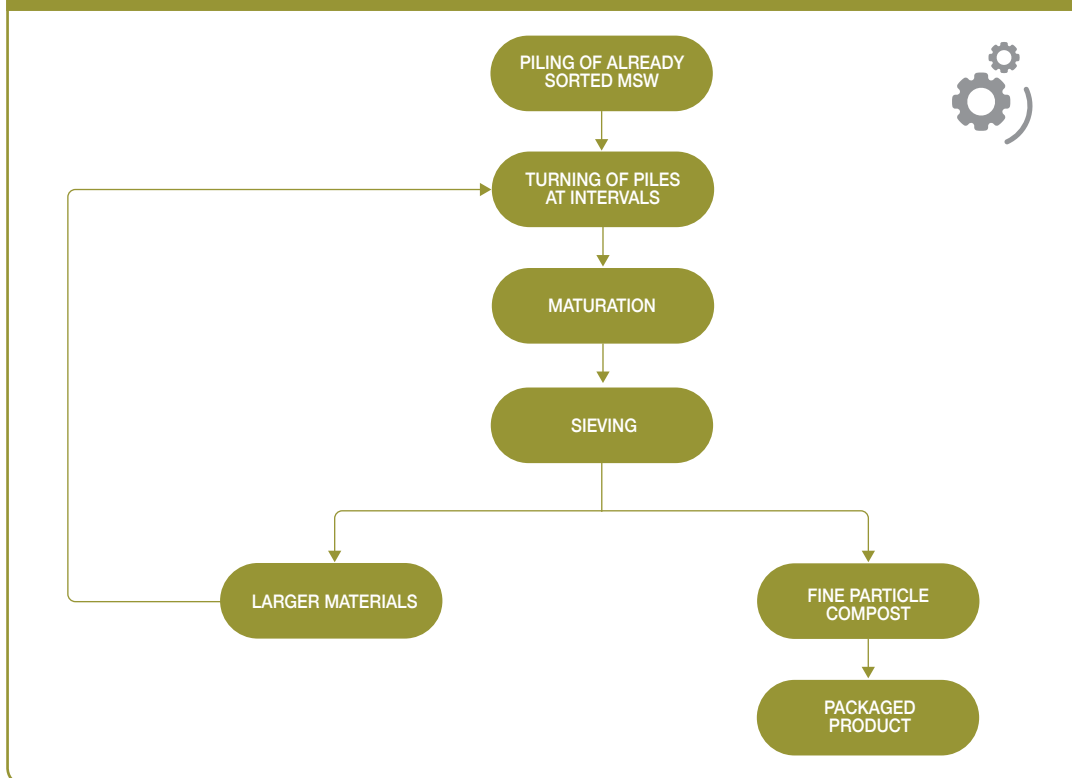 PILING OF ALREADY
SORTED MSW
TURNING OF PILES
AT INTERVALS
MATURATION
SIEVING
LARGER MATERIALS
FINE PARTICLE
COMPOST
PACKAGED
PRODUCT